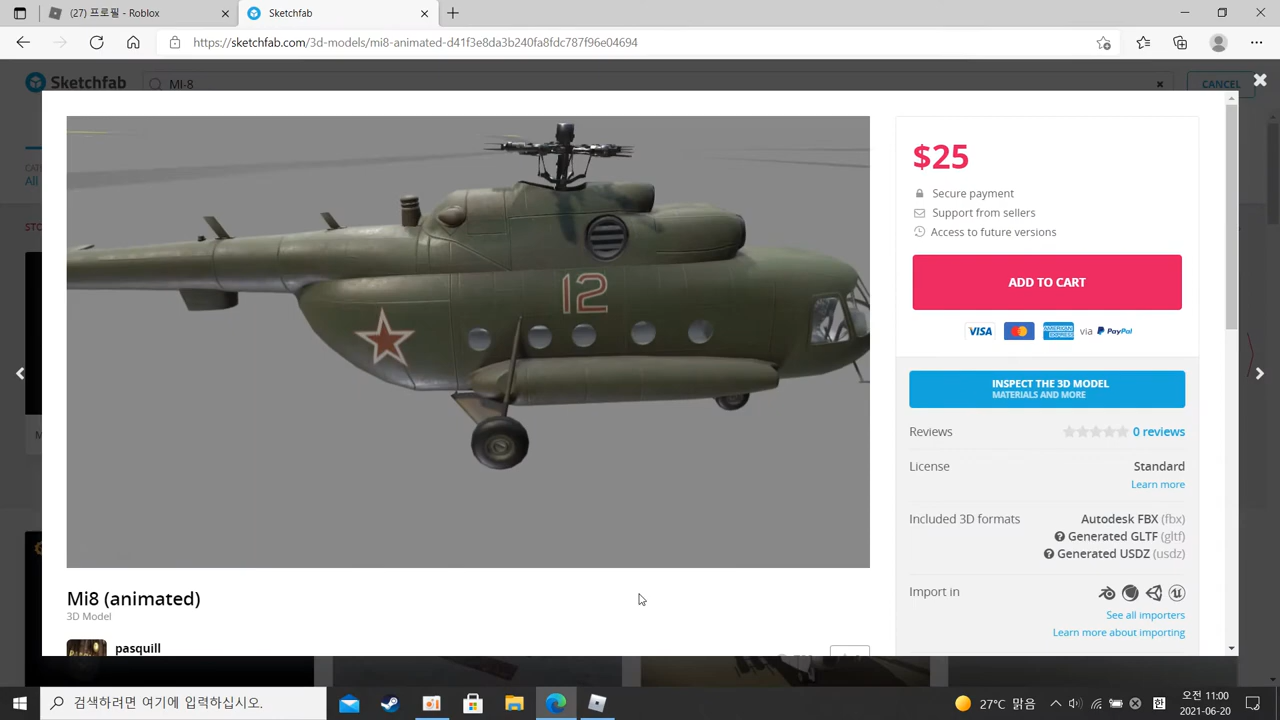 (27) 프로필 - Roblox
Sketchfab
https://sketchfab.com/3d-models/mi8-animated-d41f3e8da3b240fa8fdc787f96e04694
Sketchfab
MI-8
CANCEL
All
12
$25
Secure payment
Support from sellers
Access to future versions
ADD TO CART
VISA
AMERICAN EXPRESS
via PayPal
INSPECT THE 3D MODEL
MATERIALS AND MORE
Reviews
0 reviews
License
Standard
Learn more
Included 3D formats
Autodesk FBX (fbx)
Generated GLTF (gltf)
Generated USDZ (usdz)
Import in
See all importers
Learn more about importing
Mi8 (animated)
3D Model
pasquill
검색하려면 여기에 입력하십시오.
27°C 맑음
한
오전 11:00
2021-06-20